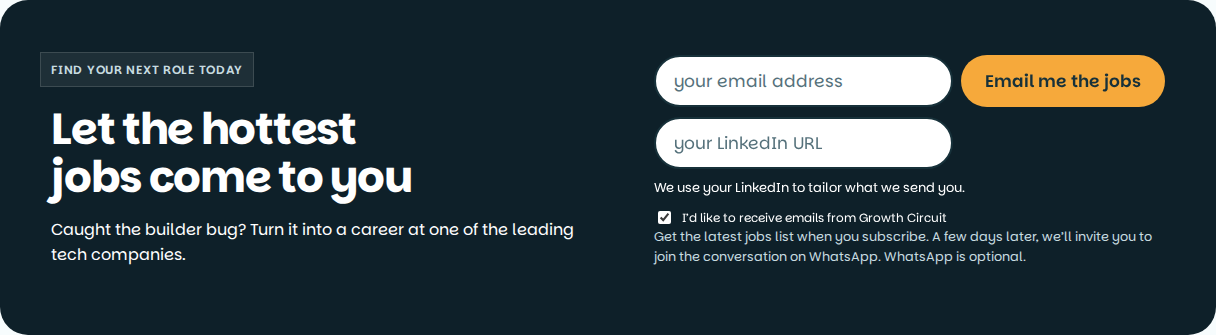 FIND YOUR NEXT ROLE TODAY
Let the hottest
jobs come to you
Caught the builder bug? Turn it into a career at one of the leading
tech companies.
your email address
Email me the jobs
your LinkedIn URL
We use your LinkedIn to tailor what we send you.
I’d like to receive emails from Growth Circuit
Get the latest jobs list when you subscribe. A few days later, we’ll invite you to
join the conversation on WhatsApp. WhatsApp is optional.